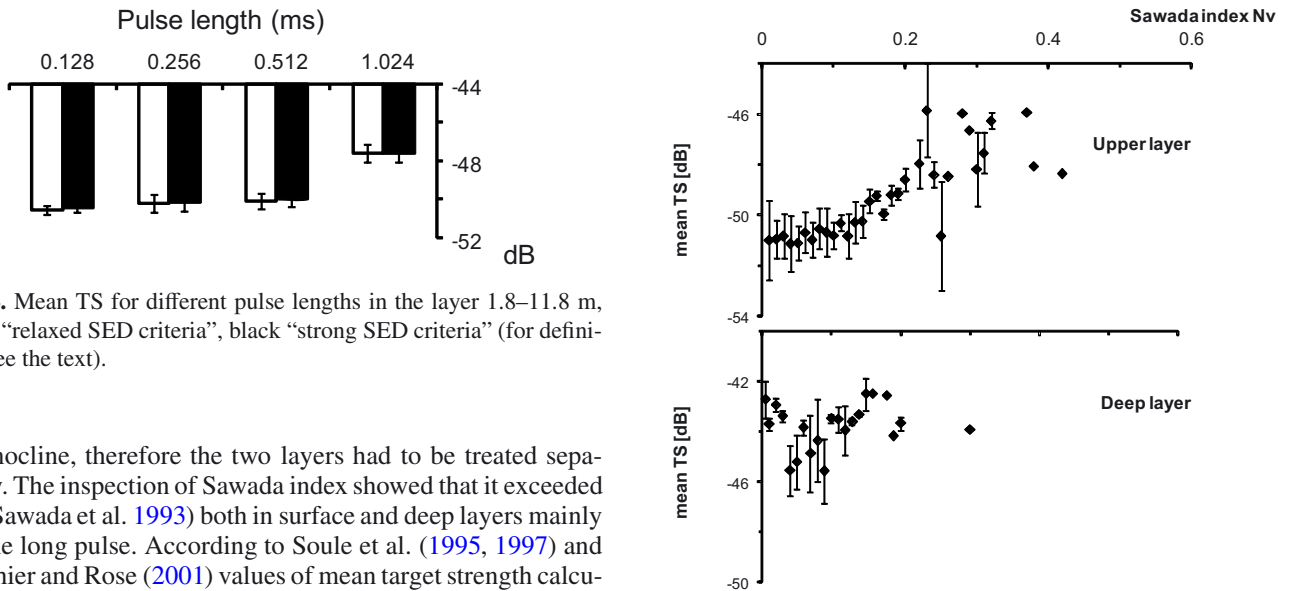 Pulse length (ms)
0.128 0.256 0.512 1.024
-44
-48
-52
dB
Mean TS for different pulse lengths in the layer 1.8–11.8 m,
“relaxed SED criteria”, black “strong SED criteria” (for defini-
ee the text).
nocline, therefore the two layers had to be treated sepa-
. The inspection of Sawada index showed that it exceeded
Sawada et al. 1993) both in surface and deep layers mainly
e long pulse. According to Soule et al. (1995, 1997) and
nier and Rose (2001) values of mean target strength calcu-
Sawada index Nv
0 0.2 0.4 0.6
-46
-50
-54
mean TS [dB]
Upper layer
-42
-46
-50
mean TS [dB]
Deep layer